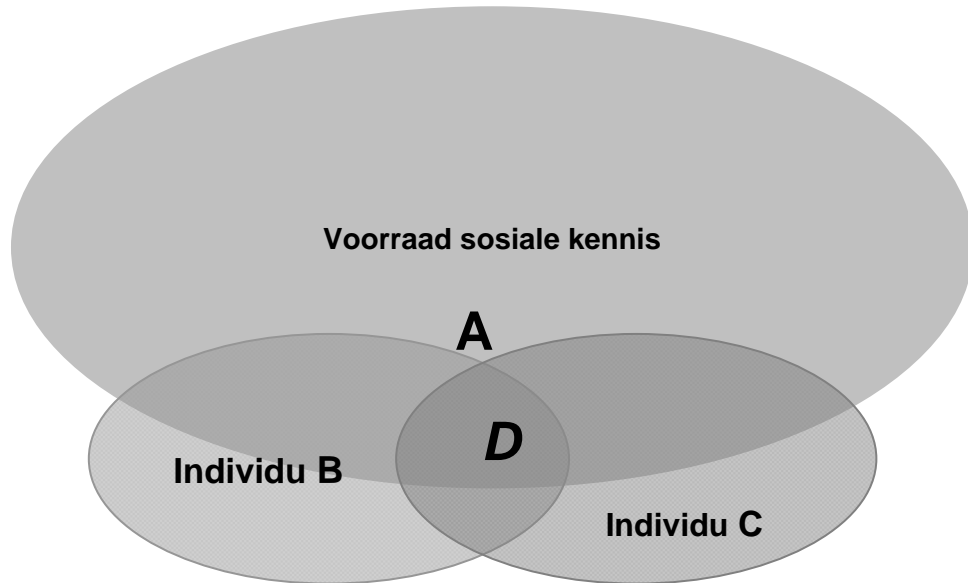 Voorraad sosiale kennis
A
D
Individu B
Individu C